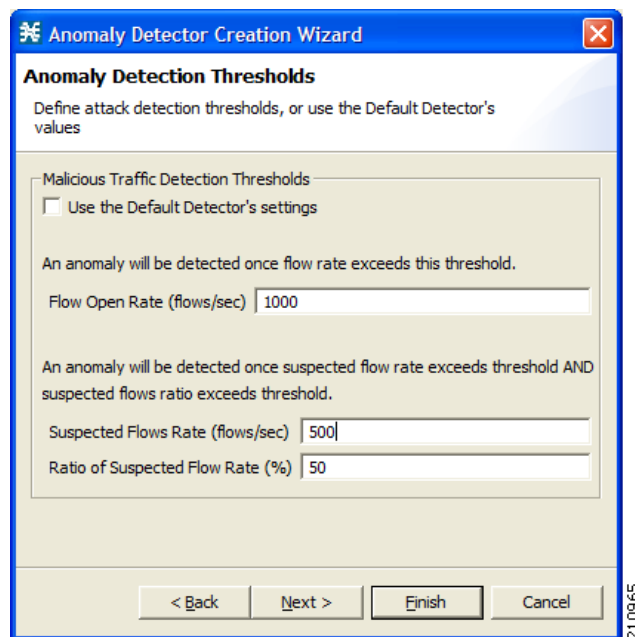 Anomaly Detector Creation Wizard
Anomaly Detection Thresholds
Define attack detection thresholds, or use the Default Detector's
values
Malicious Traffic Detection Thresholds
Use the Default Detector's settings
An anomaly will be detected once flow rate exceeds this threshold.
Flow Open Rate (flows/sec) 1000
An anomaly will be detected once suspected flow rate exceeds threshold AND
suspected flows ratio exceeds threshold.
Suspected Flows Rate (flows/sec) 500
Ratio of Suspected Flow Rate (%) 50
< Back Next > Finish Cancel
210965